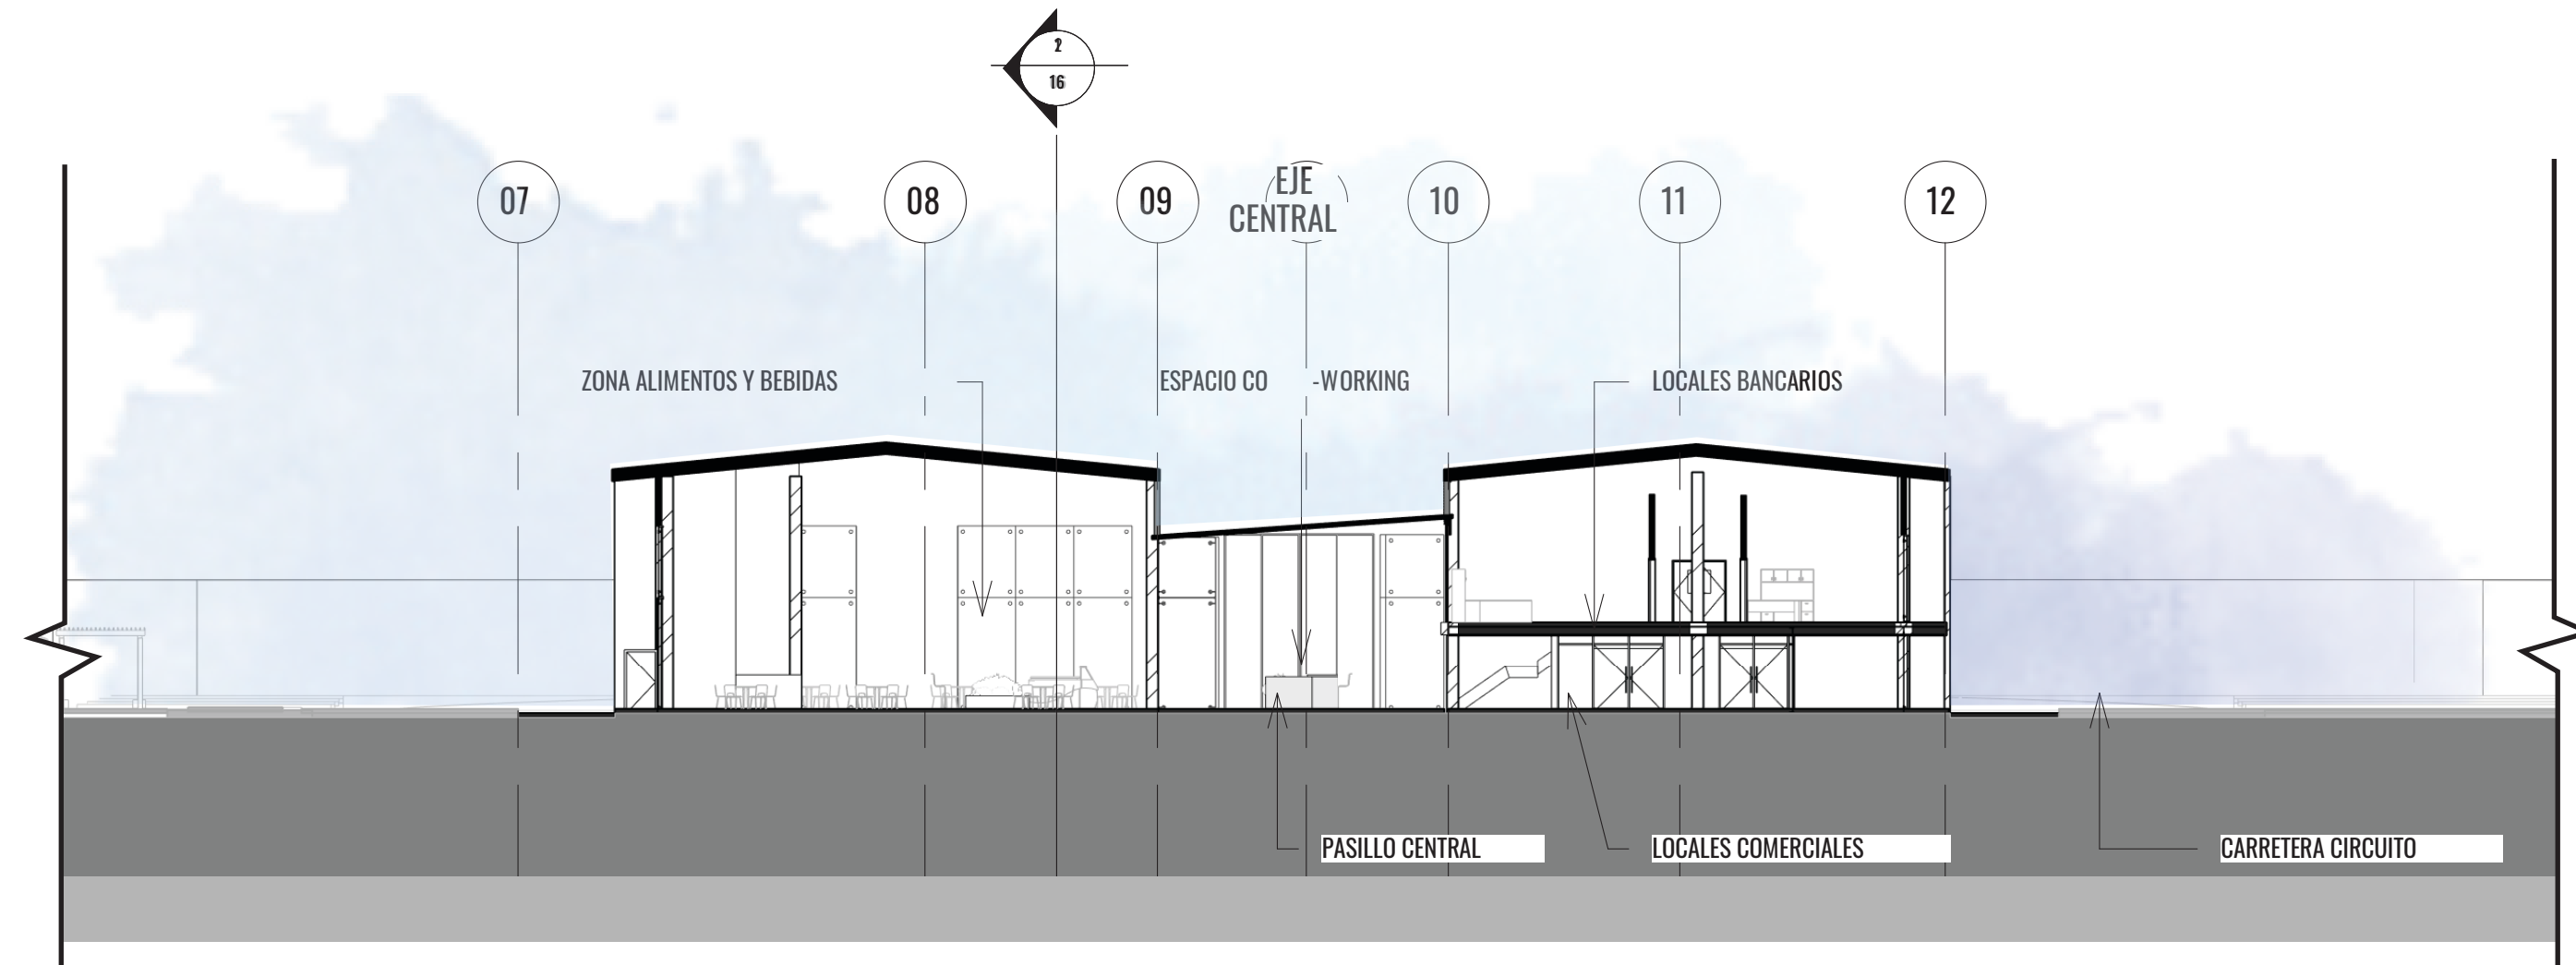 16
07
08
09
EJE
CENTRAL
10
11
12
ZONA ALIMENTOS Y BEBIDAS
ESPACIO CO -WORKING
LOCALES BANCARIOS
PASILLO CENTRAL
LOCALES COMERCIALES
CARRETERA CIRCUITO